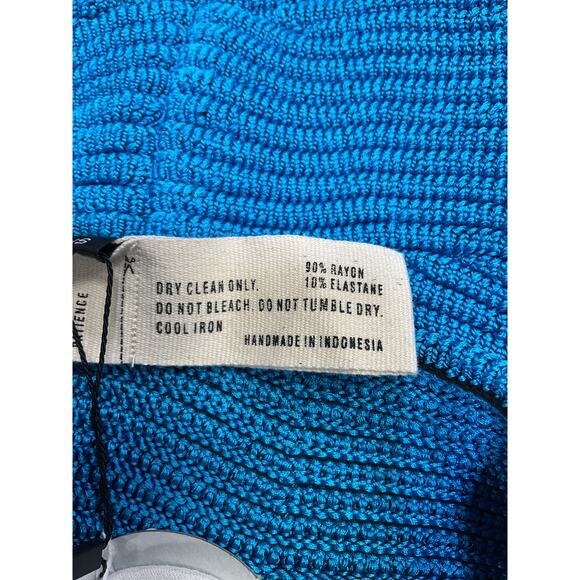 PATIENCE
90% RAYON
10% ELASTANE
DRY CLEAN ONLY.
DO NOT BLEACH. DO NOT TUMBLE DRY.
COOL IRON
HANDMADE IN INDONESIA